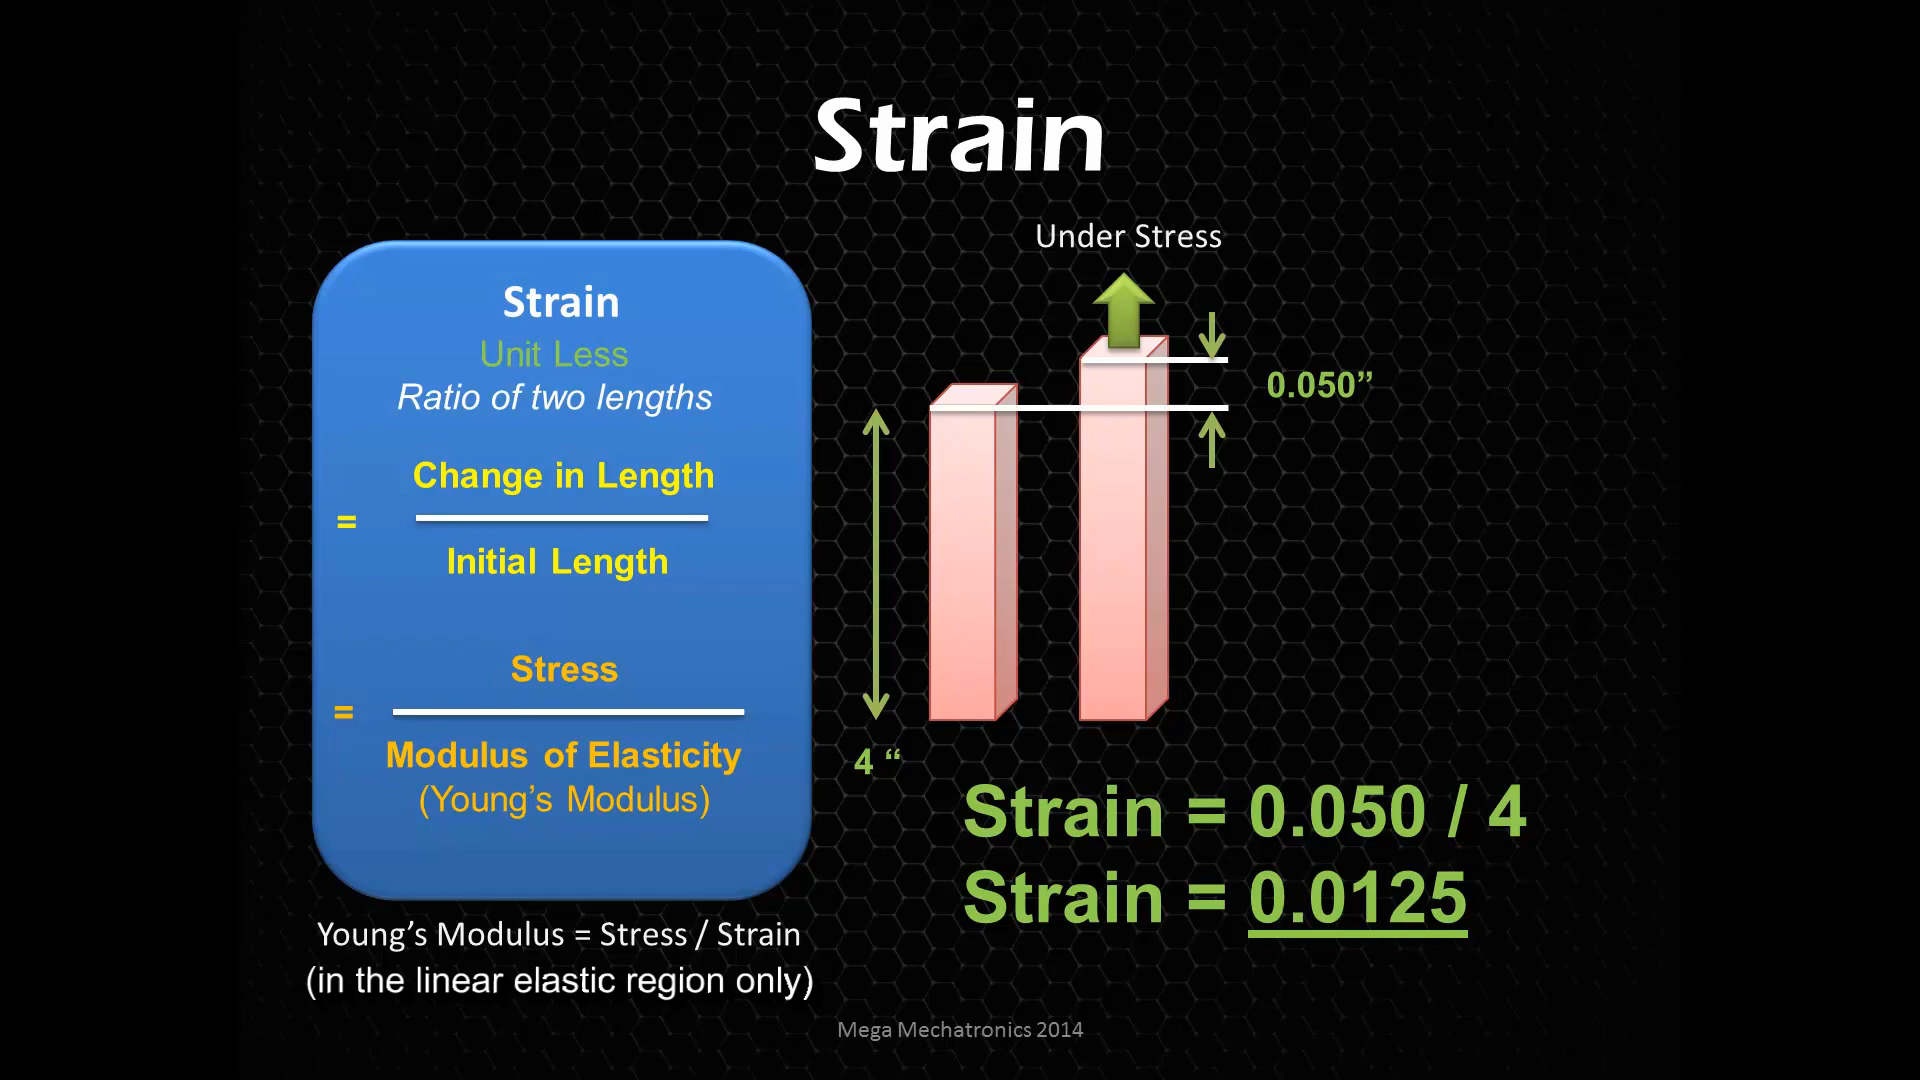 Strain
Under Stress
Strain
Unit Less
Ratio of two lengths
Change in Length
=
Initial Length
Stress
=
Modulus of Elasticity
(Young’s Modulus)
0.050”
4 “
Strain = 0.050 / 4
Strain = 0.0125
Young’s Modulus = Stress / Strain
(in the linear elastic region only)
Mega Mechatronics 2014